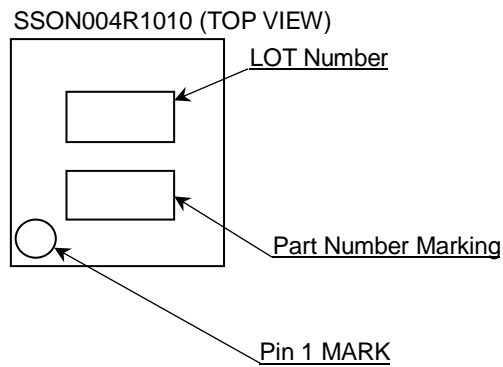 SSON004R1010 (TOP VIEW)
LOT Number
Part Number Marking
Pin 1 MARK